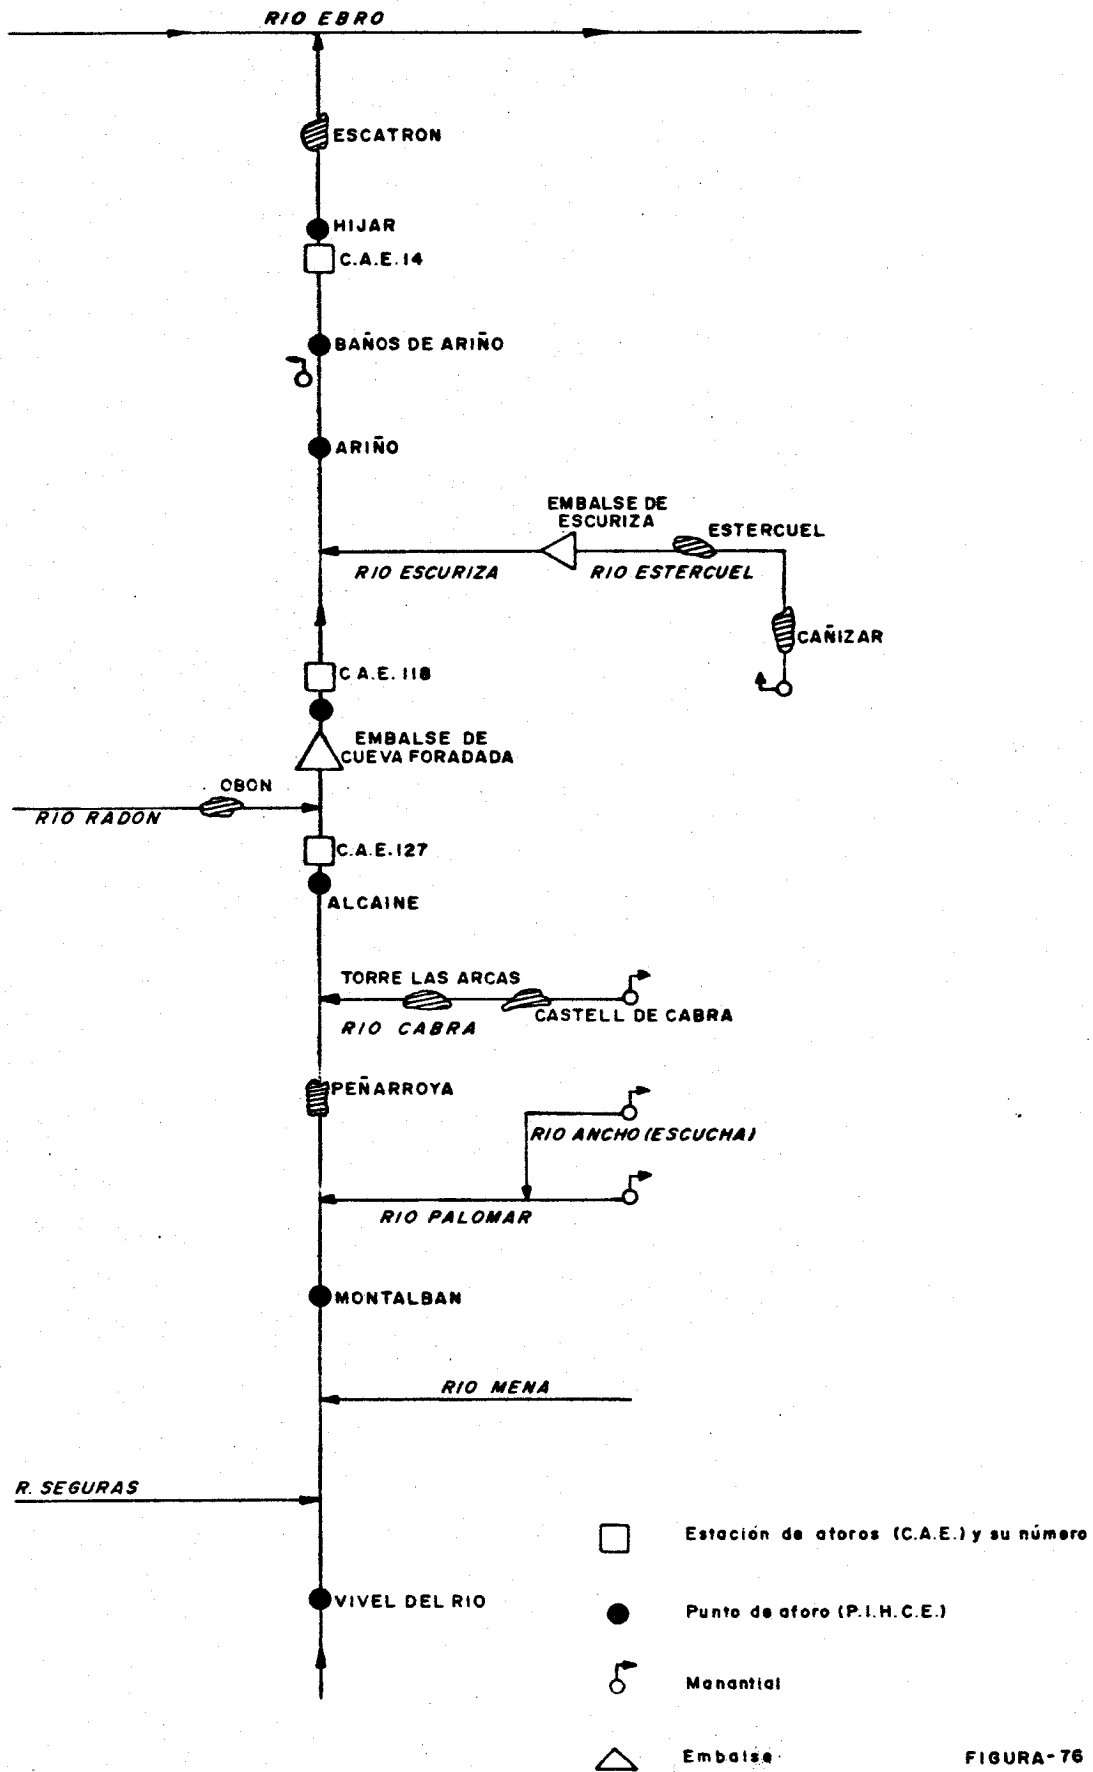 RIO EBRO
ESCATRON
HIJAR
C.A.E.14
BAÑOS DE ARIÑO
ARIÑO
EMBALSE DE
ESCURIZA
ESTERCUEL
RIO ESCURIZA
RIO ESTERCUEL
CAÑIZAR
C.A.E.118
EMBALSE DE
CUEVA FORADADA
OBON
RIO RADON
C.A.E.127
ALCAINE
TORRE LAS ARCAS
CASTELL DE CABRA
RIO CABRA
PEÑARROYA
RIO ANCHO (ESCUCHA)
RIO PALOMAR
MONTALBAN
RIO MENA
R. SEGURAS
Estación de aforos (C.A.E.) y su número
VIVEL DEL RIO
Punto de aforo (P.I.H.C.E.)
Manantial
Embalse
FIGURA-76